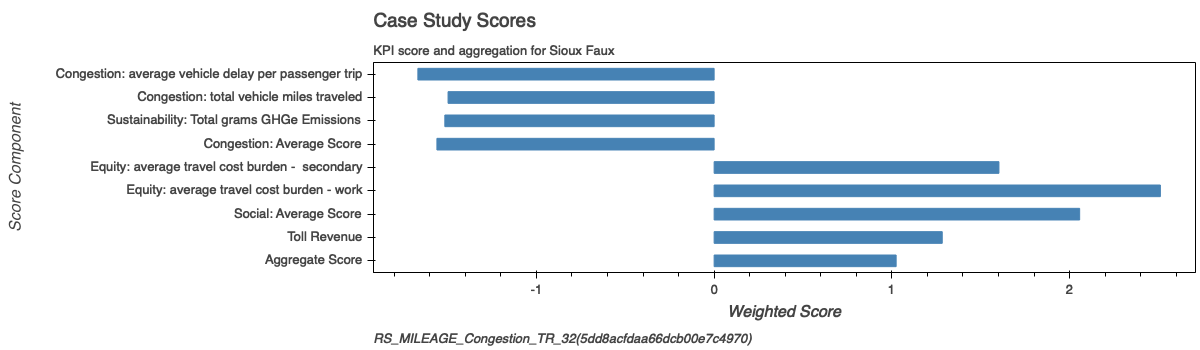 Case Study Scores
KPI score and aggregation for Sioux Faux
Score Component
Congestion: average vehicle delay per passenger trip
Congestion: total vehicle miles traveled
Sustainability: Total grams GHGe Emissions
Congestion: Average Score
Equity: average travel cost burden -  secondary
Equity: average travel cost burden - work
Social: Average Score
Toll Revenue
Aggregate Score
-1 0 1 2
Weighted Score
RS_MILEAGE_Congestion_TR_32(5dd8acfdaa66dcb00e7c4970)